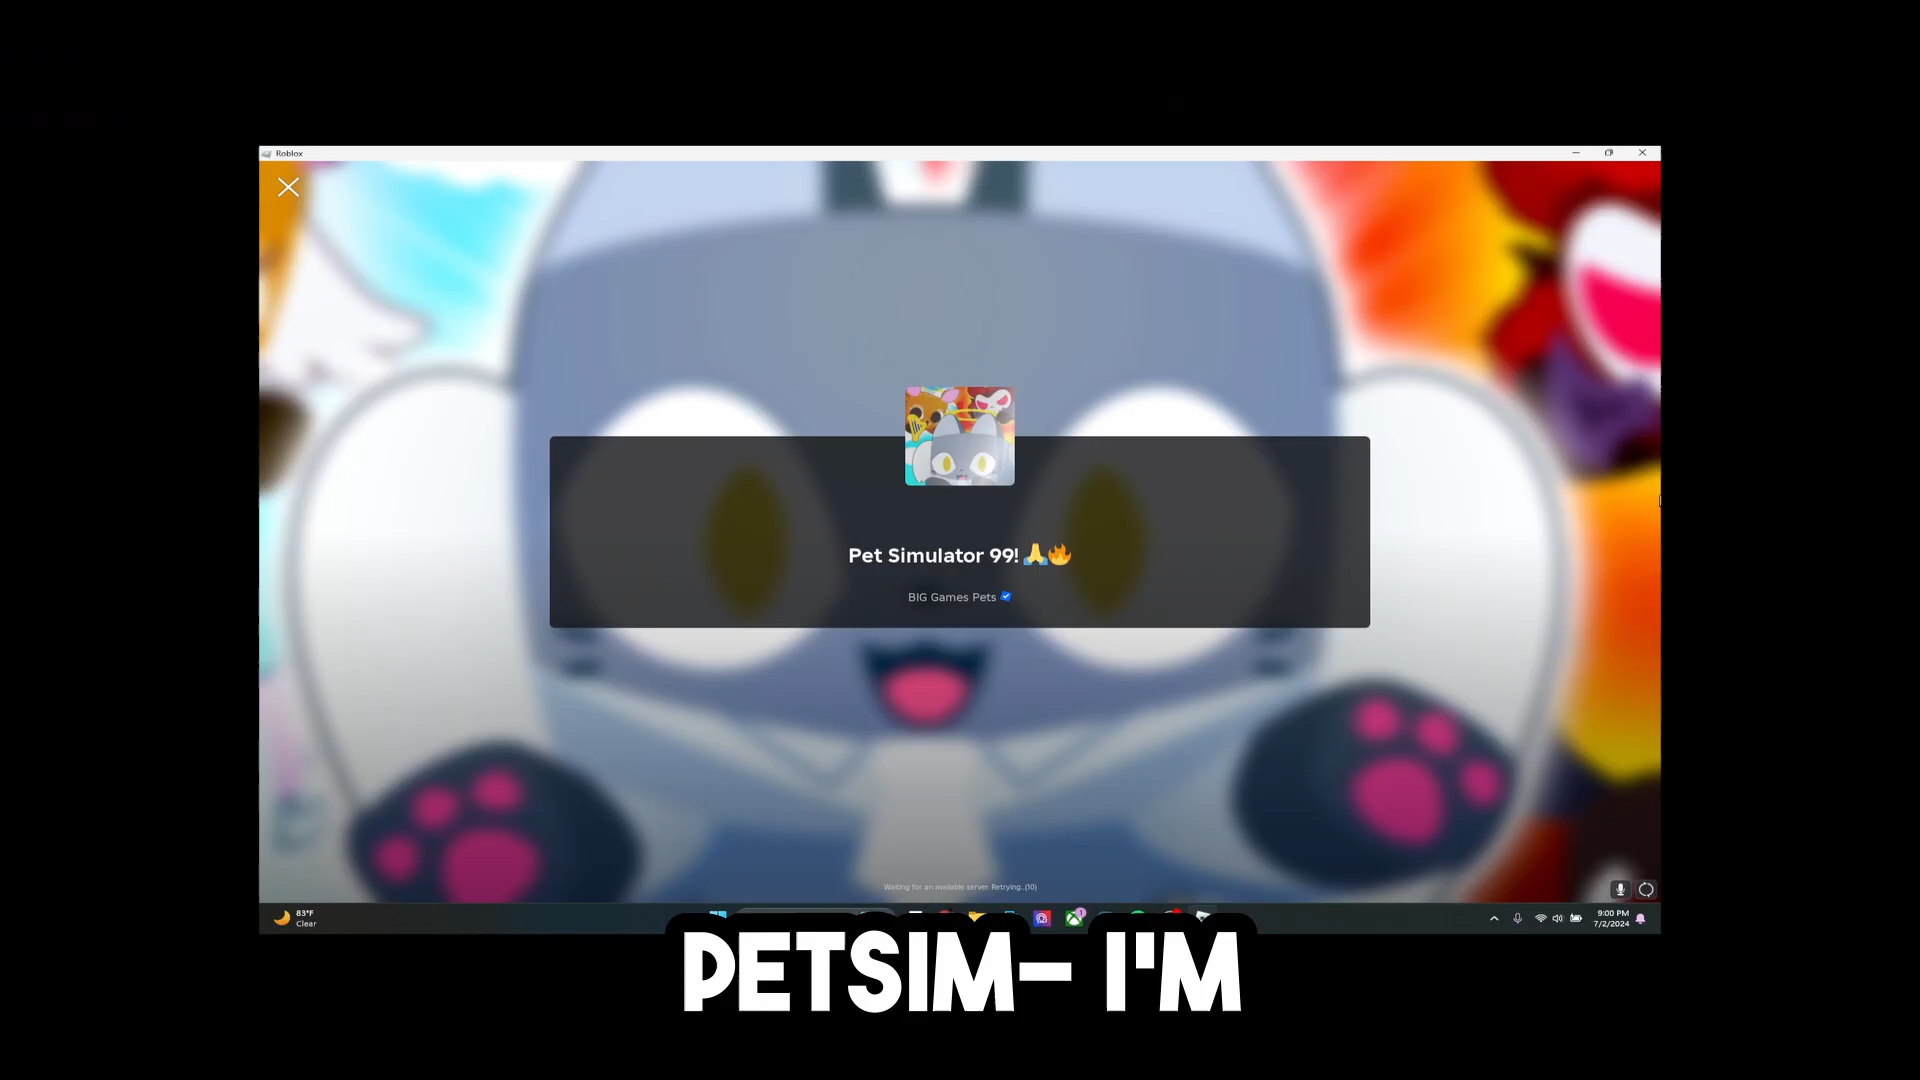 Roblox
Pet Simulator 99! 🙏🔥
BIG Games Pets
Waiting for an available server. Retrying...(10)
83°F
Clear
1
9:00 PM
7/2/2024
PETSIM- I'M